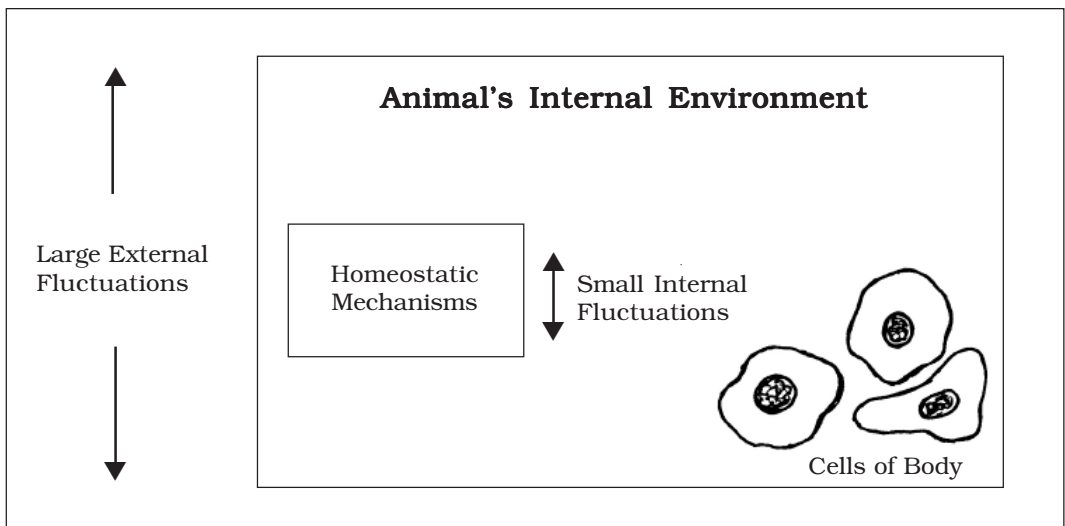 Animal's Internal Environment
Large External
Fluctuations
Homeostatic
Mechanisms
Small Internal
Fluctuations
Cells of Body